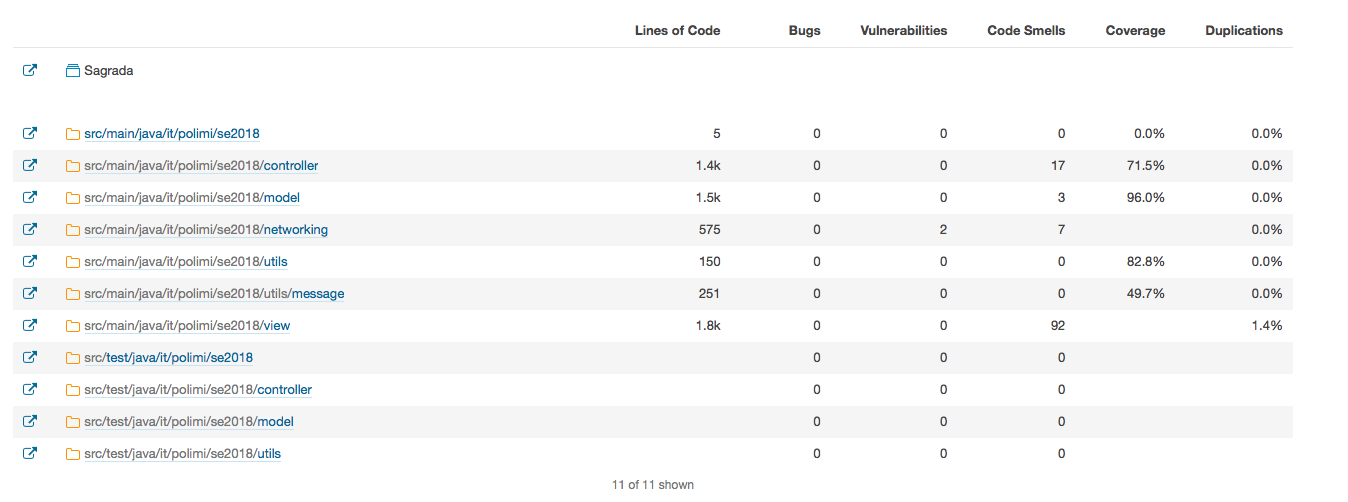 Lines of Code Bugs Vulnerabilities Code Smells Coverage Duplications
Sagrada
src/main/java/it/polimi/se2018 5 0 0 0 0.0% 0.0%
src/main/java/it/polimi/se2018/controller 1.4k 0 0 17 71.5% 0.0%
src/main/java/it/polimi/se2018/model 1.5k 0 0 3 96.0% 0.0%
src/main/java/it/polimi/se2018/networking 575 0 2 7 0.0%
src/main/java/it/polimi/se2018/utils 150 0 0 0 82.8% 0.0%
src/main/java/it/polimi/se2018/utils/message 251 0 0 0 49.7% 0.0%
src/main/java/it/polimi/se2018/view 1.8k 0 0 92 1.4%
src/test/java/it/polimi/se2018 0 0 0
src/test/java/it/polimi/se2018/controller 0 0 0
src/test/java/it/polimi/se2018/model 0 0 0
src/test/java/it/polimi/se2018/utils 0 0 0
11 of 11 shown